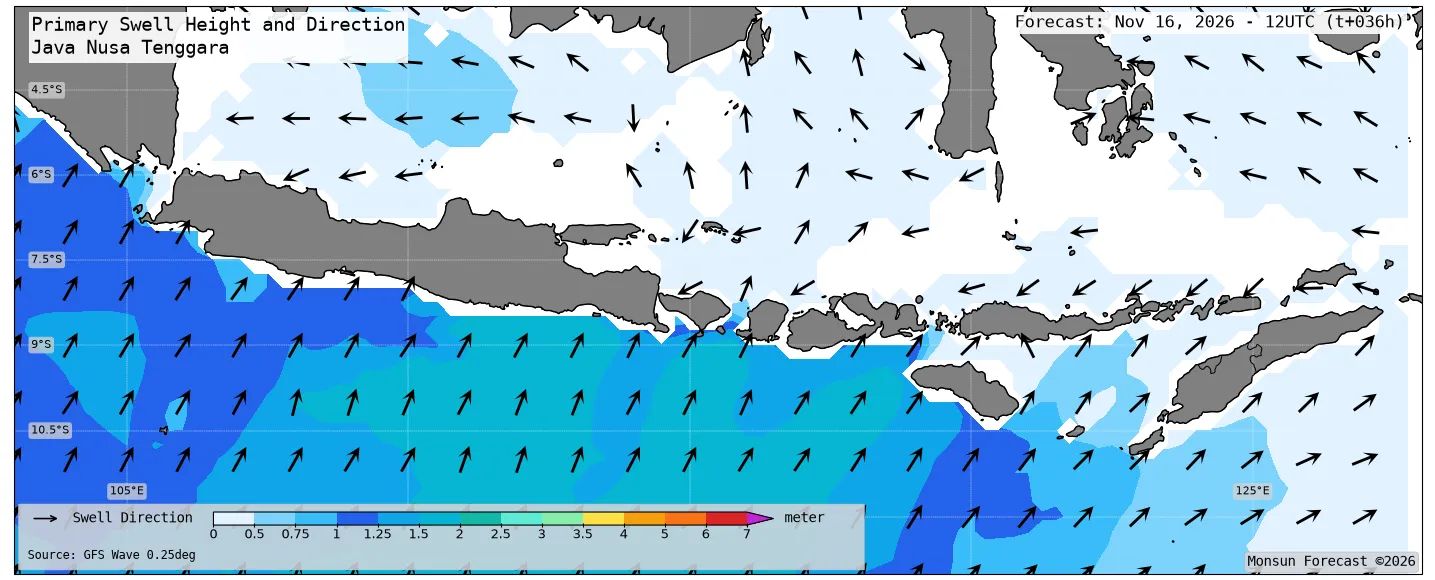 Primary Swell Height and Direction
Java Nusa Tenggara
Forecast: Nov 16, 2026 - 12UTC (t+036h)
4.5°S
6°S
7.5°S
9°S
10.5°S
105°E
125°E
Swell Direction
0 0.5 0.75 1 1.25 1.5 2 2.5 3 3.5 4 5 6 7
meter
Source: GFS Wave 0.25deg
Monsun Forecast ©2026